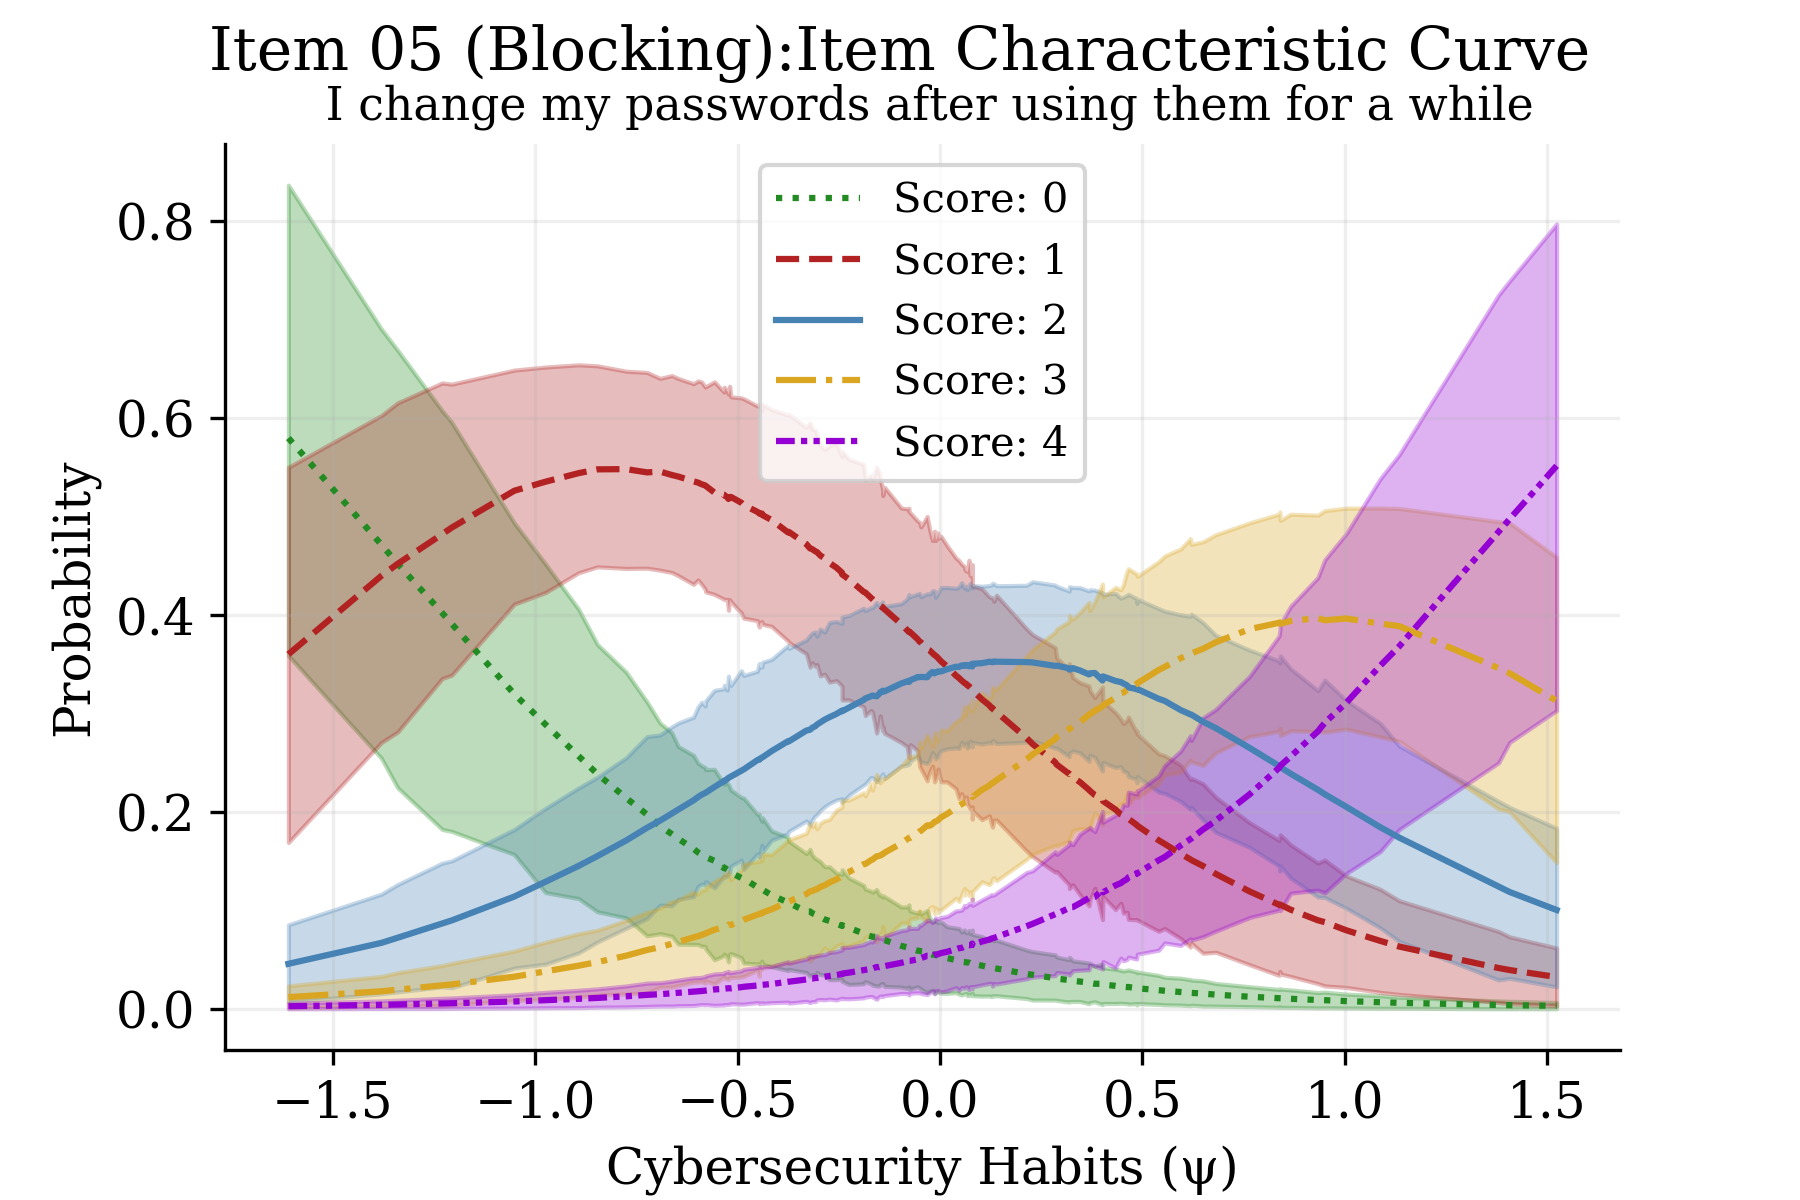 Item 05 (Blocking):Item Characteristic Curve
I change my passwords after using them for a while
Score: 0
Score: 1
Score: 2
Score: 3
Score: 4
Probability
0.8
0.6
0.4
0.2
0.0
−1.5 −1.0 −0.5 0.0 0.5 1.0 1.5
Cybersecurity Habits (ψ)